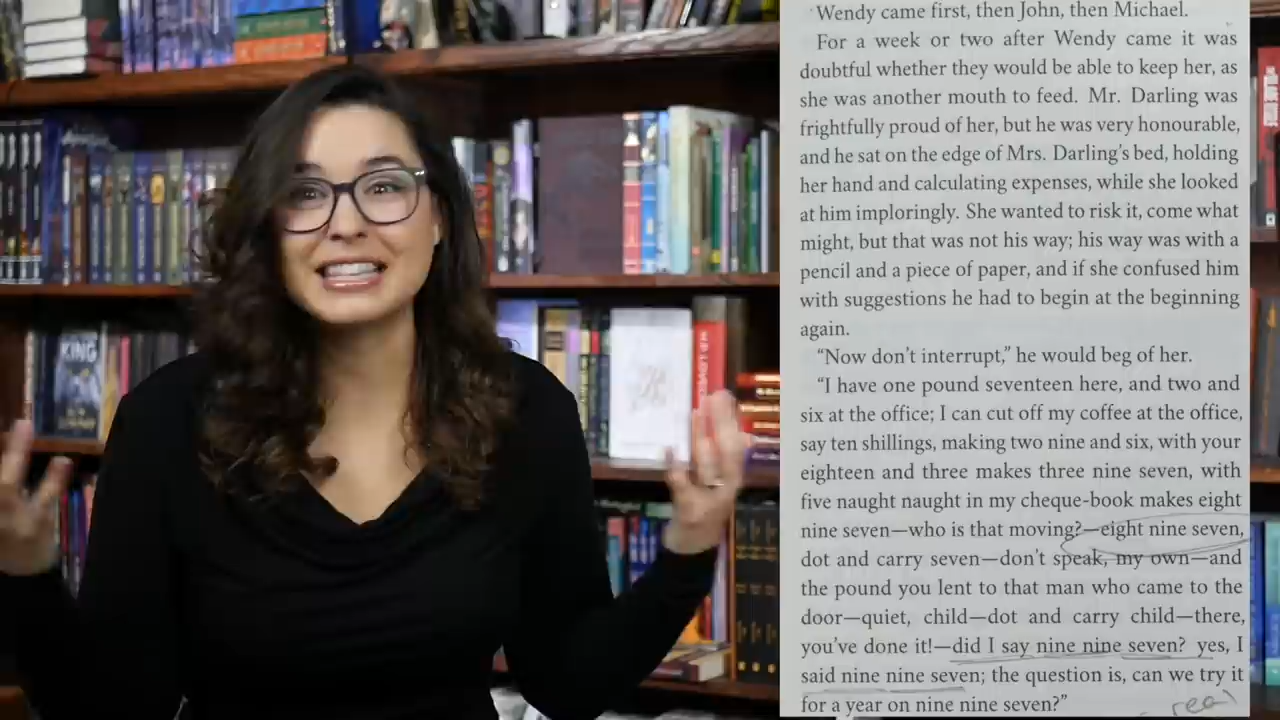 KING
Wendy came first, then John, then Michael.
For a week or two after Wendy came it was
doubtful whether they would be able to keep her, as
she was another mouth to feed. Mr. Darling was
frightfully proud of her, but he was very honourable,
and he sat on the edge of Mrs. Darling's bed, holding
her hand and calculating expenses, while she looked
at him imploringly. She wanted to risk it, come what
might, but that was not his way; his way was with a
pencil and a piece of paper, and if she confused him
with suggestions he had to begin at the beginning
again.
“Now don't interrupt,” he would beg of her.
“I have one pound seventeen here, and two and
six at the office; I can cut off my coffee at the office,
say ten shillings, making two nine and six, with your
eighteen and three makes three nine seven, with
five naught naught in my cheque-book makes eight
nine seven—who is that moving?—eight nine seven,
dot and carry seven—don't speak, my own—and
the pound you lent to that man who came to the
door—quiet, child—dot and carry child—there,
you've done it!—did I say nine nine seven? yes, I
said nine nine seven; the question is, can we try it
for a year on nine nine seven?”
real